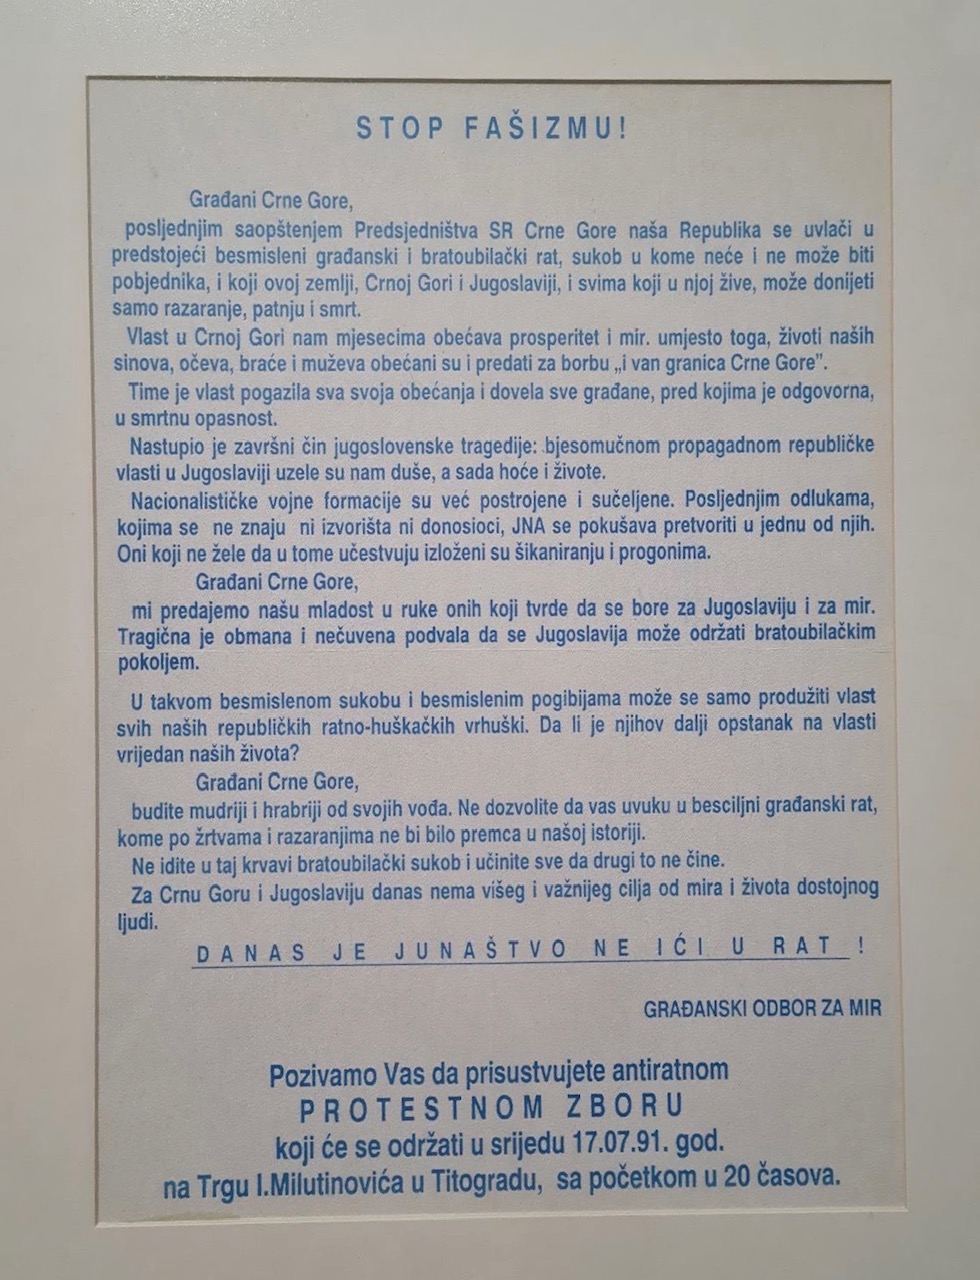 STOP FAŠIZMU!
Građani Crne Gore,
posljednjim saopštenjem Predsjedništva SR Crne Gore naša Republika se uvlači u
predstojeći besmisleni građanski i bratoubilački rat, sukob u kome neće i ne može biti
pobjednika, i koji ovoj zemlji, Crnoj Gori i Jugoslaviji, i svima koji u njoj žive, može donijeti
samo razaranje, patnju i smrt.
Vlast u Crnoj Gori nam mjesecima obećava prosperitet i mir. umjesto toga, životi naših
sinova, očeva, braće i muževa obećani su i predati za borbu „i van granica Crne Gore”.
Time je vlast pogazila sva svoja obećanja i dovela sve građane, pred kojima je odgovorna,
u smrtnu opasnost.
Nastupio je završni čin jugoslovenske tragedije: bjesomučnom propagadnom republičke
vlasti u Jugoslaviji uzele su nam duše, a sada hoće i živote.
Nacionalističke vojne formacije su već postrojene i sučeljene. Posljednjim odlukama,
kojima se ne znaju ni izvorišta ni donosioci, JNA se pokušava pretvoriti u jednu od njih.
Oni koji ne žele da u tome učestvuju izloženi su šikaniranju i progonima.
Građani Crne Gore,
mi predajemo našu mladost u ruke onih koji tvrde da se bore za Jugoslaviju i za mir.
Tragična je obmana i nečuvena podvala da se Jugoslavija može održati bratoubilačkim
pokoljem.
U takvom besmislenom sukobu i besmislenim pogibijama može se samo produžiti vlast
svih naših republičkih ratno-huškačkih vrhuški. Da li je njihov dalji opstanak na vlasti
vrijedan naših života?
Građani Crne Gore,
budite mudriji i hrabriji od svojih vođa. Ne dozvolite da vas uvuku u besciljni građanski rat,
kome po žrtvama i razaranjima ne bi bilo premca u našoj istoriji.
Ne idite u taj krvavi bratoubilački sukob i učinite sve da drugi to ne čine.
Za Crnu Goru i Jugoslaviju danas nema višeg i važnijeg cilja od mira i života dostojnog
ljudi.
DANAS JE JUNAŠTVO NE IĆI U RAT !
GRAĐANSKI ODBOR ZA MIR
Pozivamo Vas da prisustvujete antiratnom
PROTESTNOM ZBORU
koji će se održati u srijedu 17.07.91. god.
na Trgu I.Milutinovića u Titogradu, sa početkom u 20 časova.